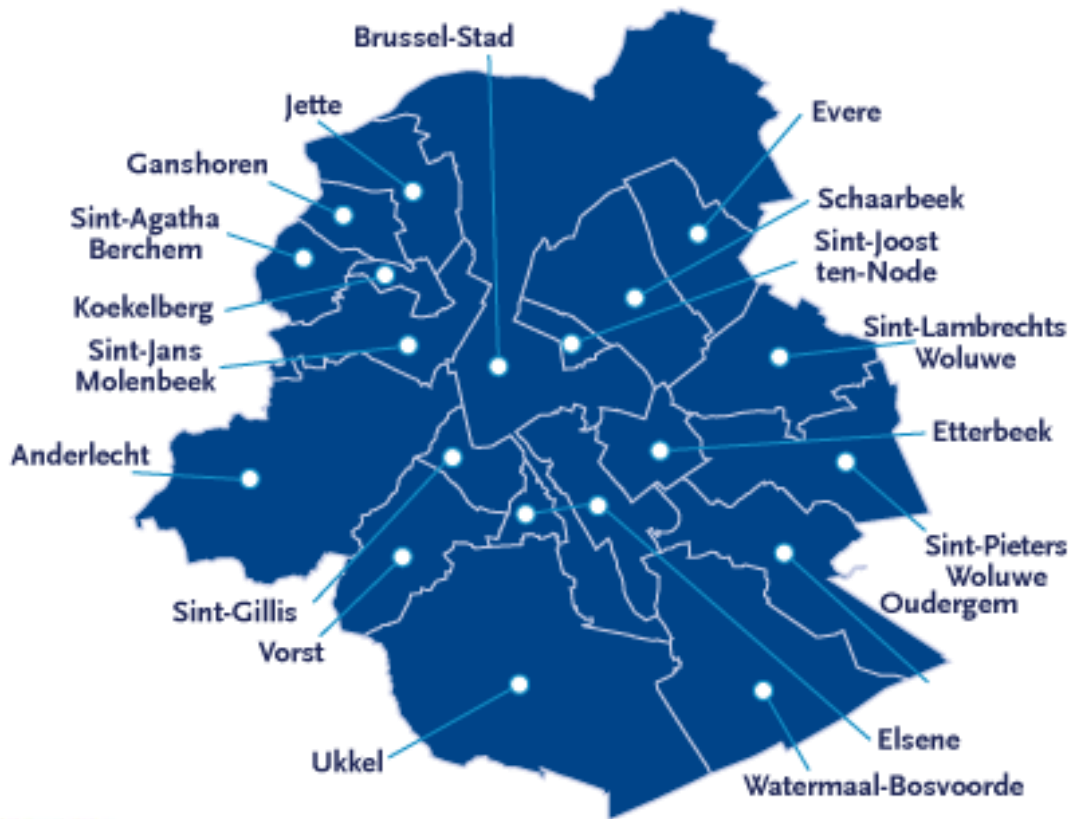 Brussel-Stad
Jette
Evere
Ganshoren
Schaarbeek
Sint-Agatha
Berchem
Sint-Joost
ten-Node
Koekelberg
Sint-Lambrechts
Woluwe
Sint-Jans
Molenbeek
Etterbeek
Anderlecht
Sint-Pieters
Woluwe
Oudergem
Sint-Gillis
Vorst
Elsene
Ukkel
Watermaal-Bosvoorde